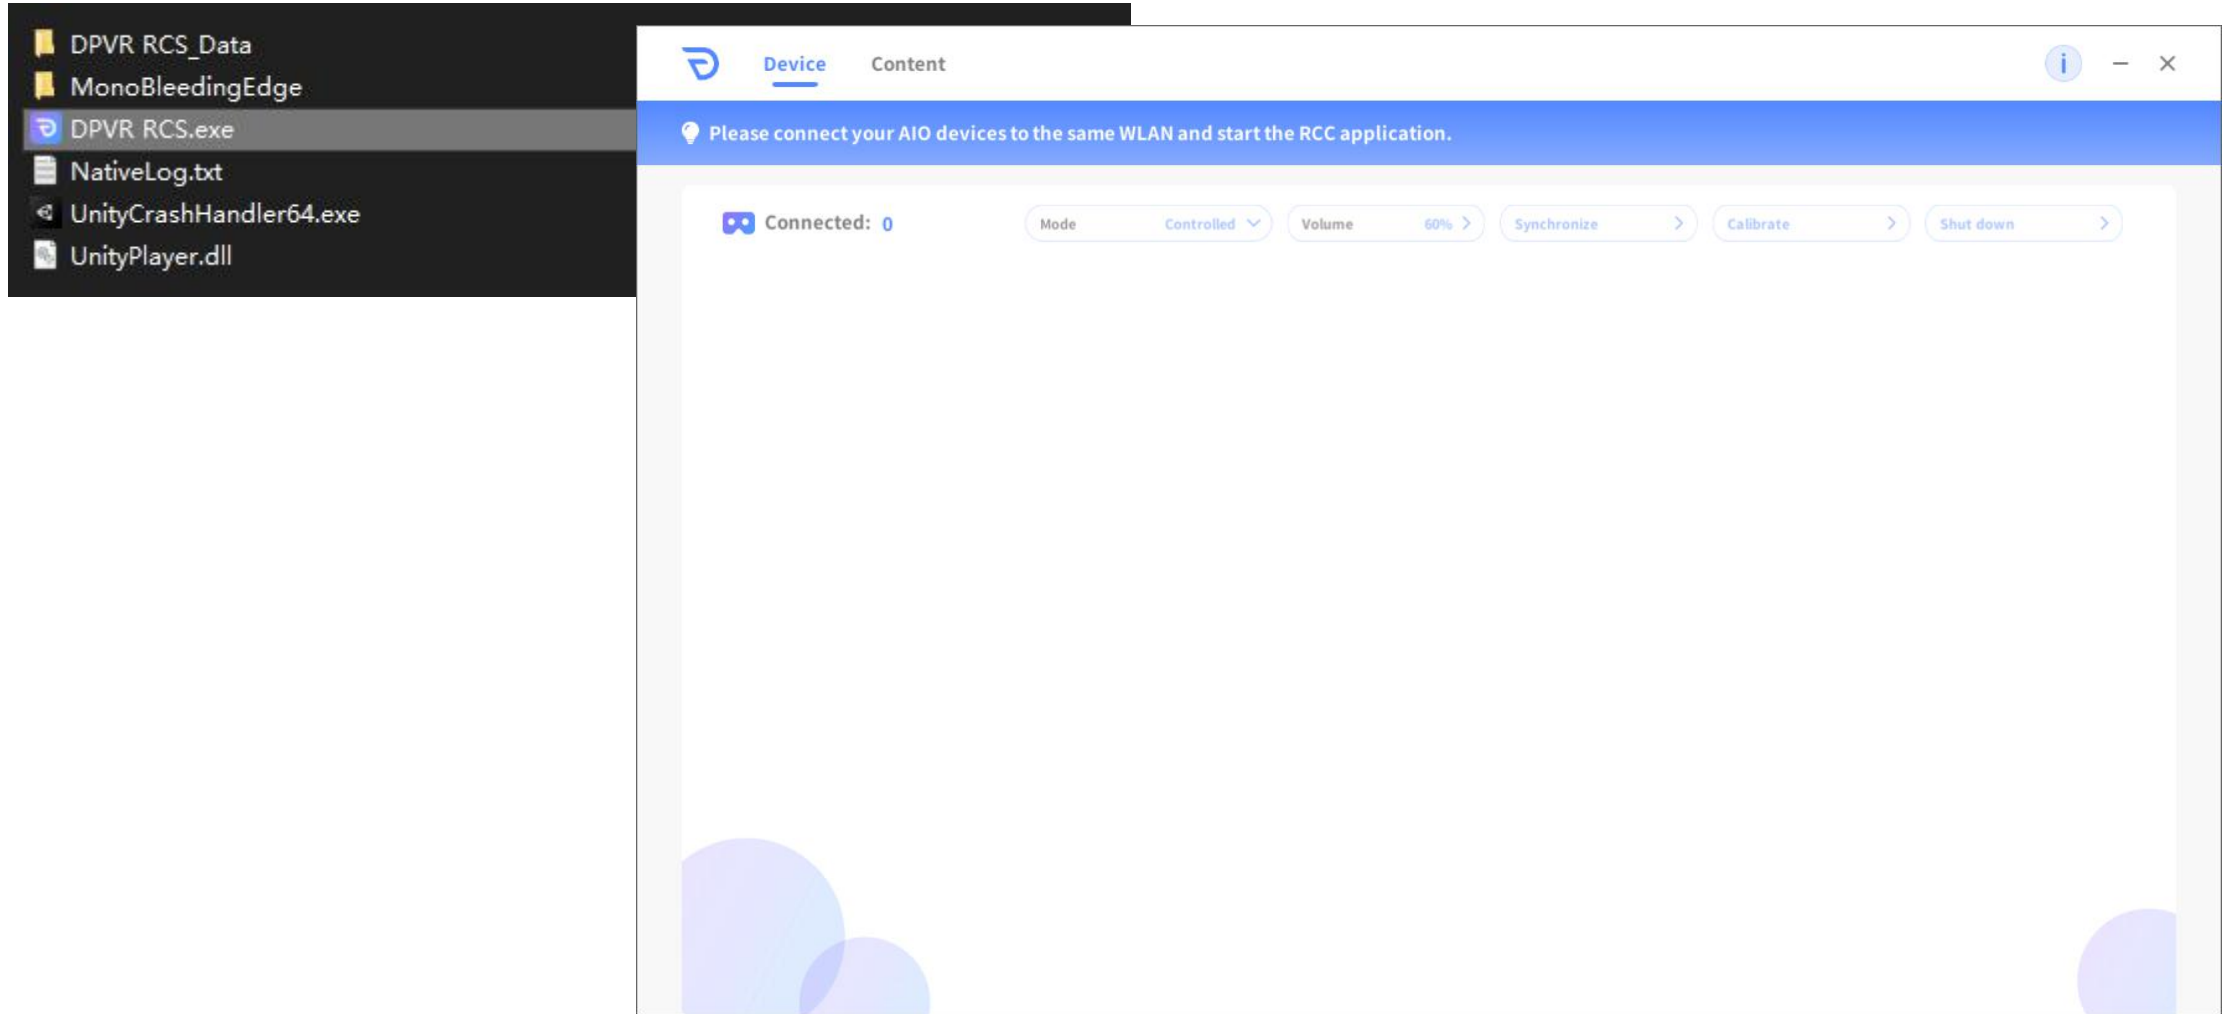 DPVR RCS_Data
MonoBleedingEdge
DPVR RCS.exe
NativeLog.txt
UnityCrashHandler64.exe
UnityPlayer.dll
Device Content
Please connect your AIO devices to the same WLAN and start the RCC application.
Connected: 0 Mode Controlled Volume 60% Synchronize Calibrate Shut down